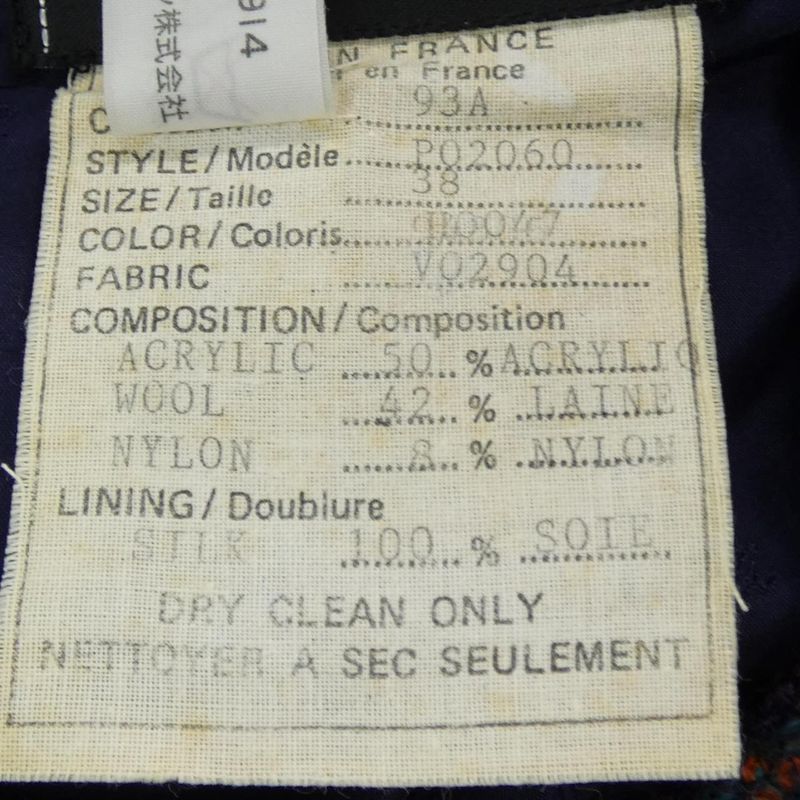 914
株式会社
N FRANCE
en France
93A
STYLE/Modèle P02060
SIZE/Taille 38
COLOR/Coloris
FABRIC V02904
COMPOSITION/Composition
ACRYLIC 50 % ACRYLIC
WOOL 42 % LAINE
NYLON 8 % NYLON
LINING/Doublure
SILK 100 % SOIE
DRY CLEAN ONLY
NETTOYER A SEC SEULEMENT